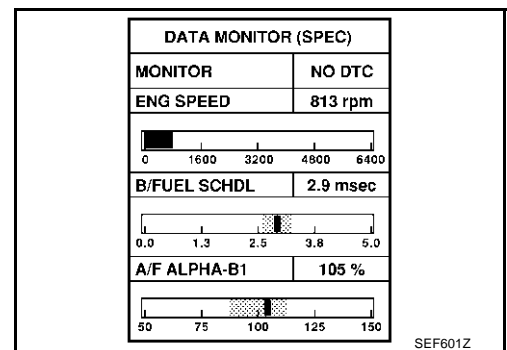 DATA MONITOR (SPEC)
MONITOR NO DTC
ENG SPEED 813 rpm
0 1600 3200 4800 6400
B/FUEL SCHDL 2.9 msec
0.0 1.3 2.5 3.8 5.0
A/F ALPHA-B1 105 %
50 75 100 125 150
SEF601Z